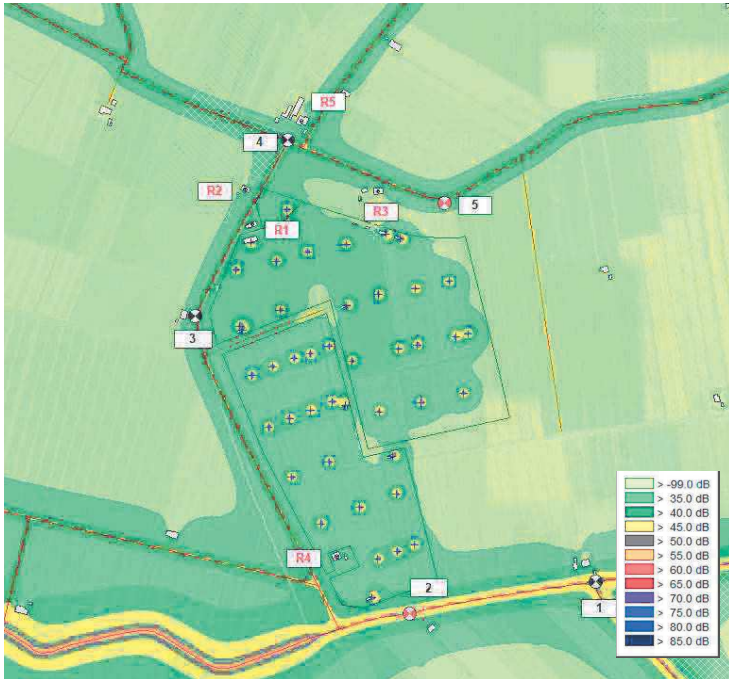 R5
4
R2
R3
5
R1
3
R4
2
1
> -99.0 dB
> 35.0 dB
> 40.0 dB
> 45.0 dB
> 50.0 dB
> 55.0 dB
> 60.0 dB
> 65.0 dB
> 70.0 dB
> 75.0 dB
> 80.0 dB
> 85.0 dB